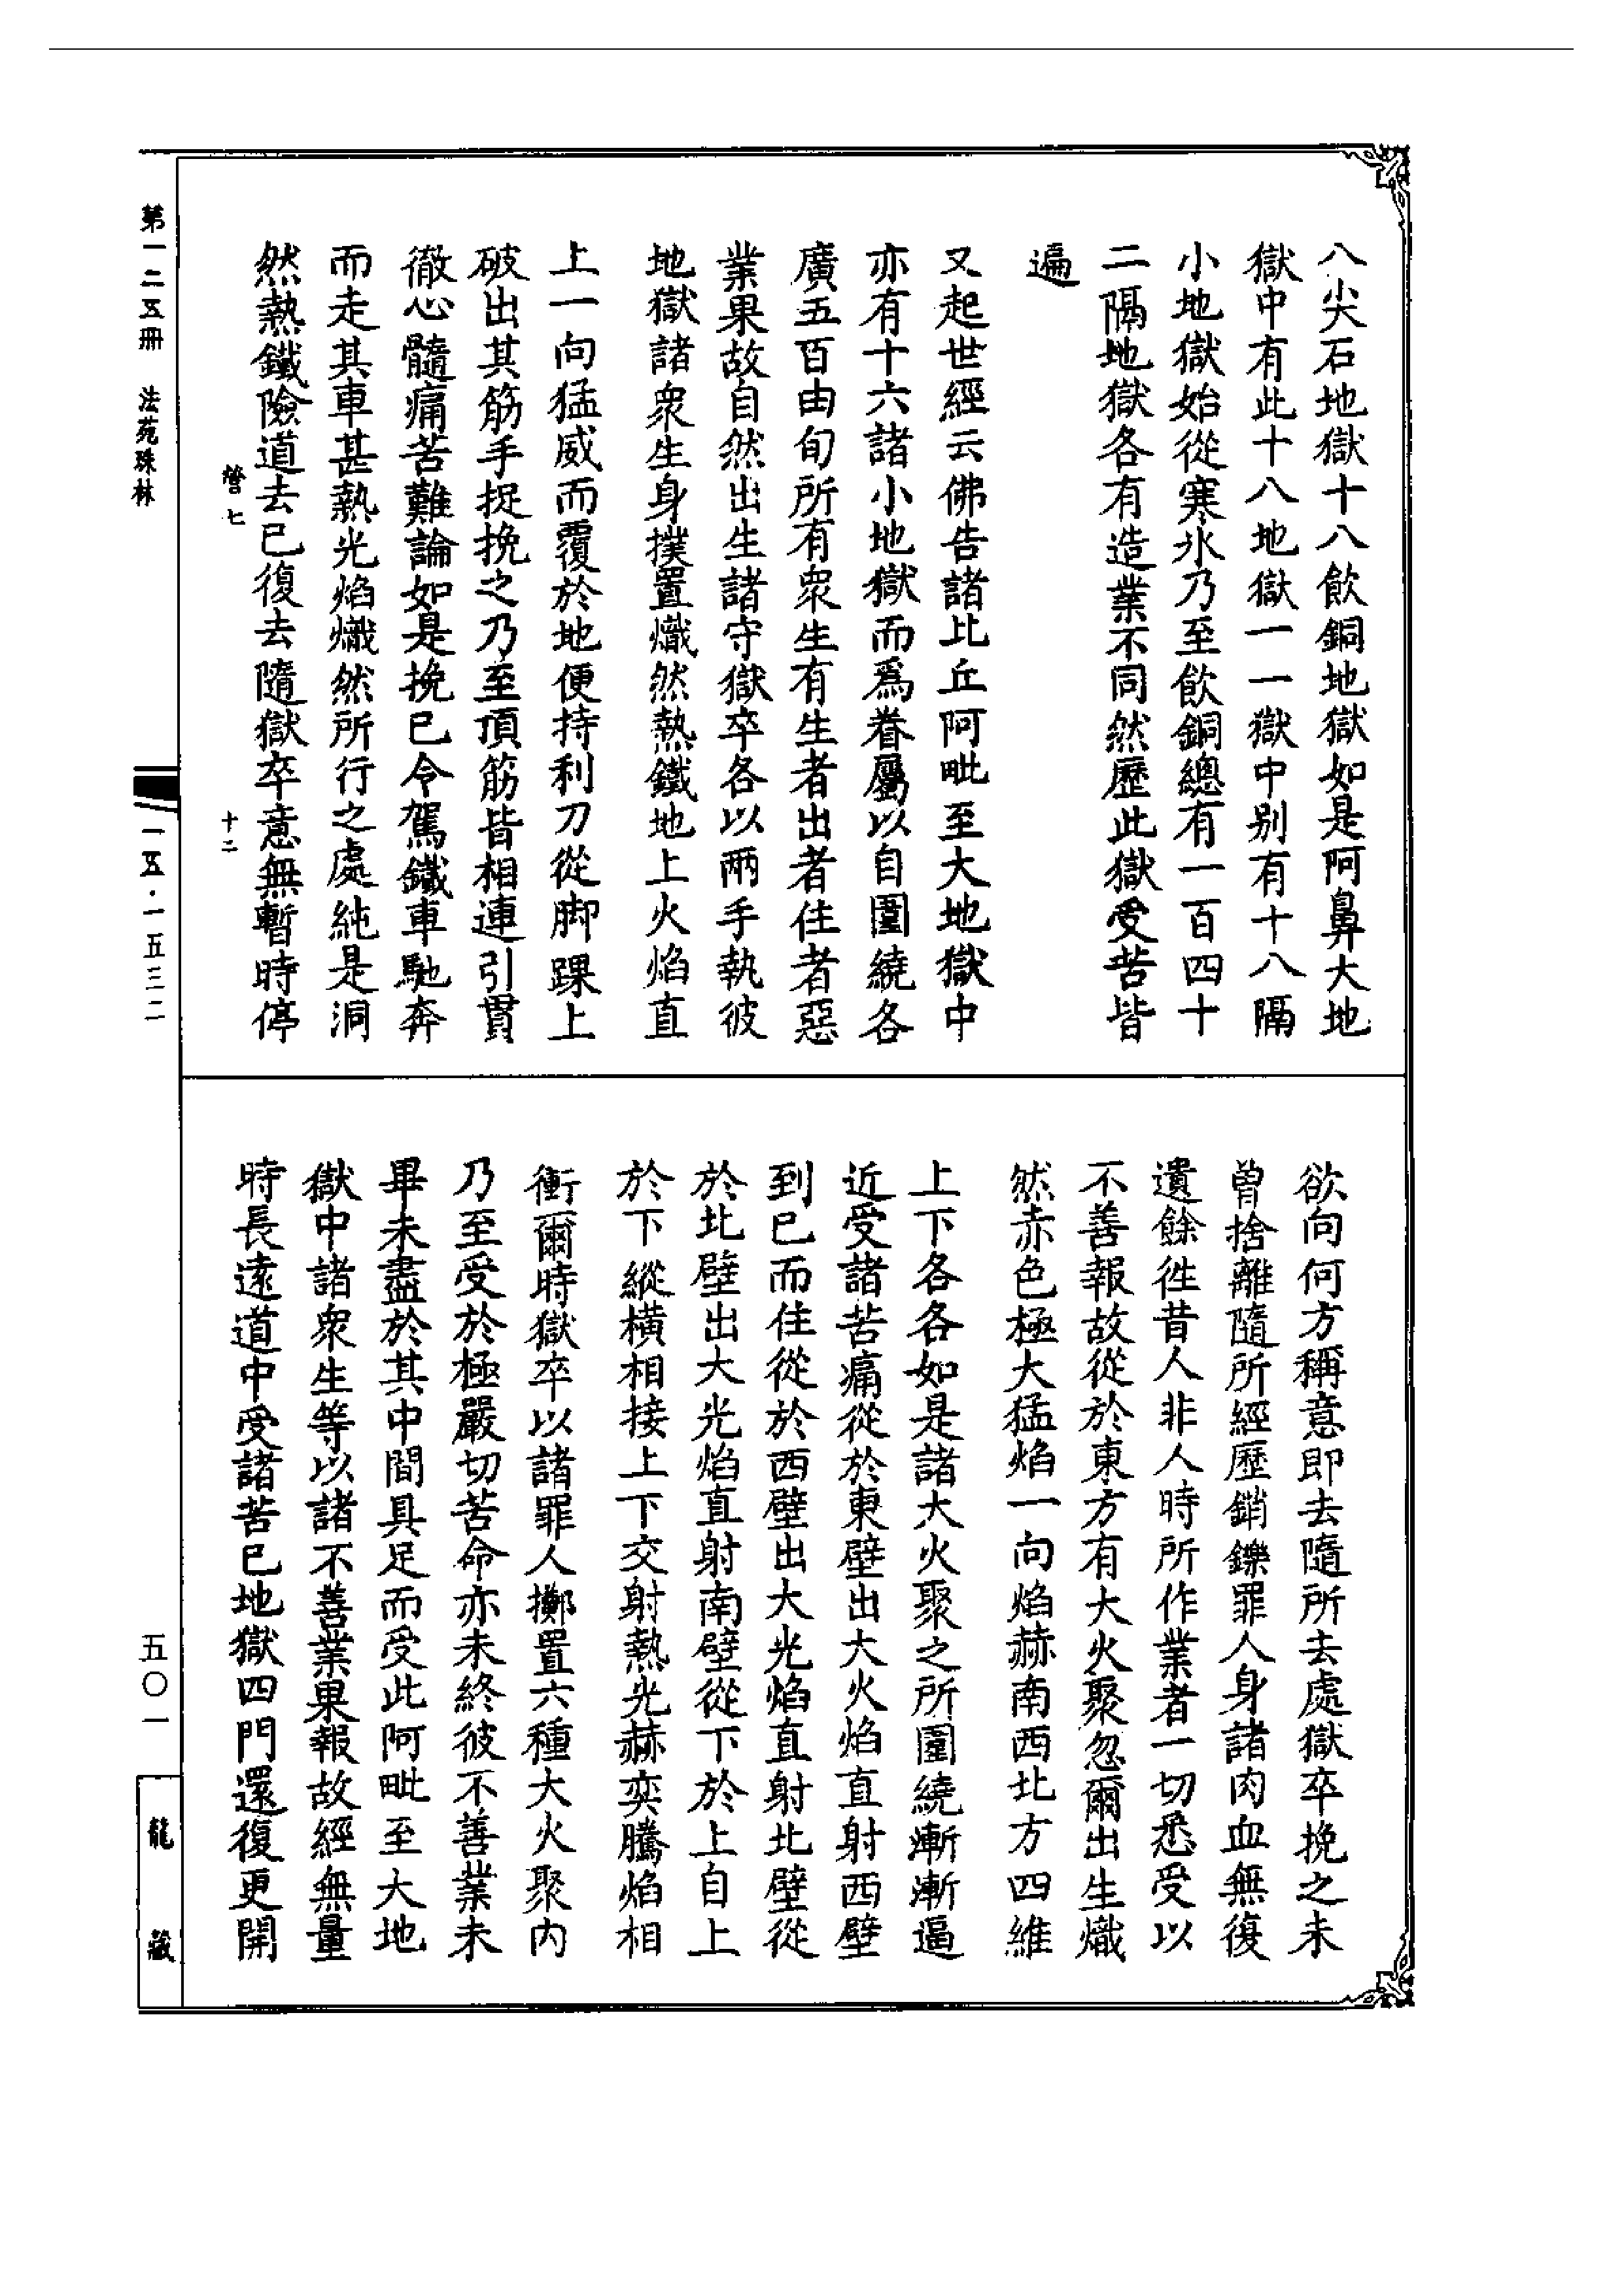 八尖石地獄十八飲銅地獄如是阿鼻大地
獄中有此十八地獄一一獄中别有十八隔
小地獄始從寒氷乃至飲銅總有一百四十
二隔地獄各有造業不同然歷此獄受苦皆
遍
又起世經云佛告諸比丘阿毗至大地獄中
亦有十六諸小地獄而爲眷屬以自圍繞各
廣五百由旬所有衆生有生者出者住者惡
業果故自然出生諸守獄卒各以兩手執彼
地獄諸衆生身撲置熾然熱鐵地上火焰直
上一向猛威而覆於地便持利刀從脚踝上
破出其筋手捉挽之乃至頂筋皆相連引貫
徹心髓痛苦難論如是挽已令駕鐵車馳奔
而走其車甚熱光焰熾然所行之處純是洞
然熱鐵險道去已復去隨獄卒意無暫時停
營七 十二
欲向何方稱意即去隨所去處獄卒挽之未
曾捨離隨所經歷銷鑠罪人身諸肉血無復
遺餘徃昔人非人時所作業者一切悉受以
不善報故從於東方有大火聚忽爾出生熾
然赤色極大猛焰一向焰赫南西北方四維
上下各各如是諸大火聚之所圍繞漸漸逼
近受諸苦痛從於東壁出大火焰直射西壁
到已而住從於西壁出大光焰直射北壁從
於北壁出大光焰直射南壁從下於上自上
於下縱橫相接上下交射熱光赫奕騰焰相
衝爾時獄卒以諸罪人擲置六種大火聚内
乃至受於極嚴切苦命亦未終彼不善業未
畢未盡於其中間具足而受此阿毗至大地
獄中諸衆生等以諸不善業果報故經無量
時長遠道中受諸苦已地獄四門還復更開
第一二五册 法苑珠林
一五·一五三二
五〇一
龍藏